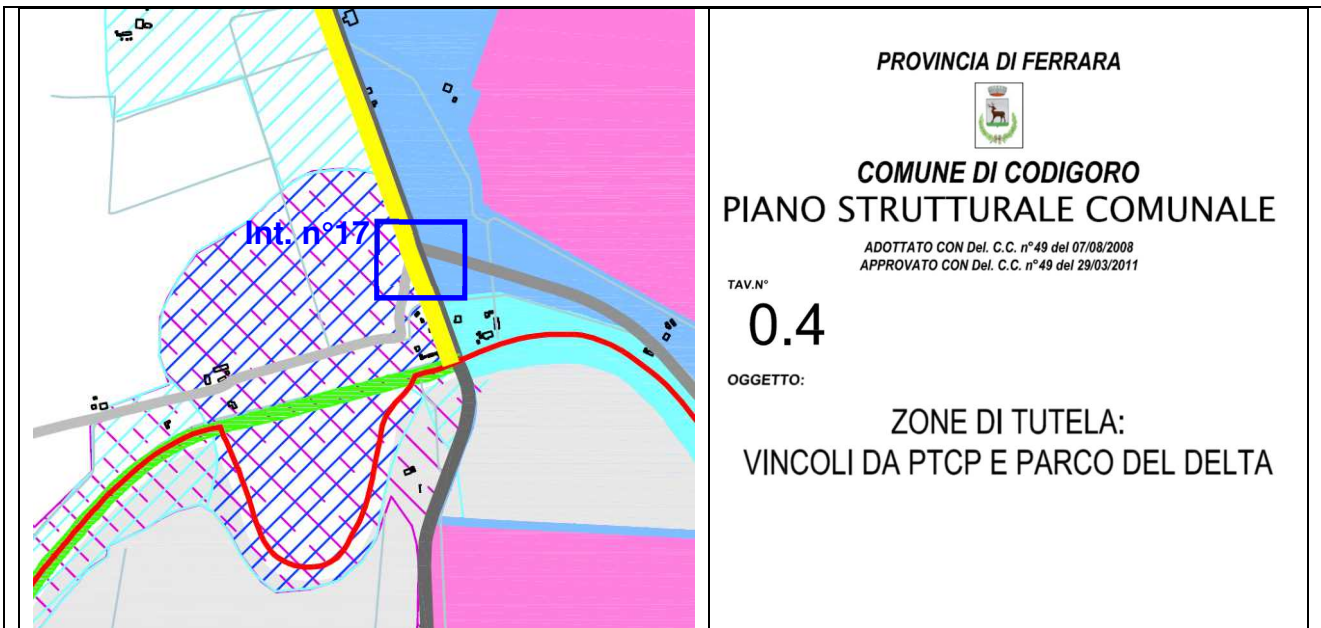 Int. n°17
PROVINCIA DI FERRARA
COMUNE DI CODIGORO
PIANO STRUTTURALE COMUNALE
ADOTTATO CON Del. C.C. n°49 del 07/08/2008
APPROVATO CON Del. C.C. n°49 del 29/03/2011
TAV.N°
0.4
OGGETTO:
ZONE DI TUTELA:
VINCOLI DA PTCP E PARCO DEL DELTA